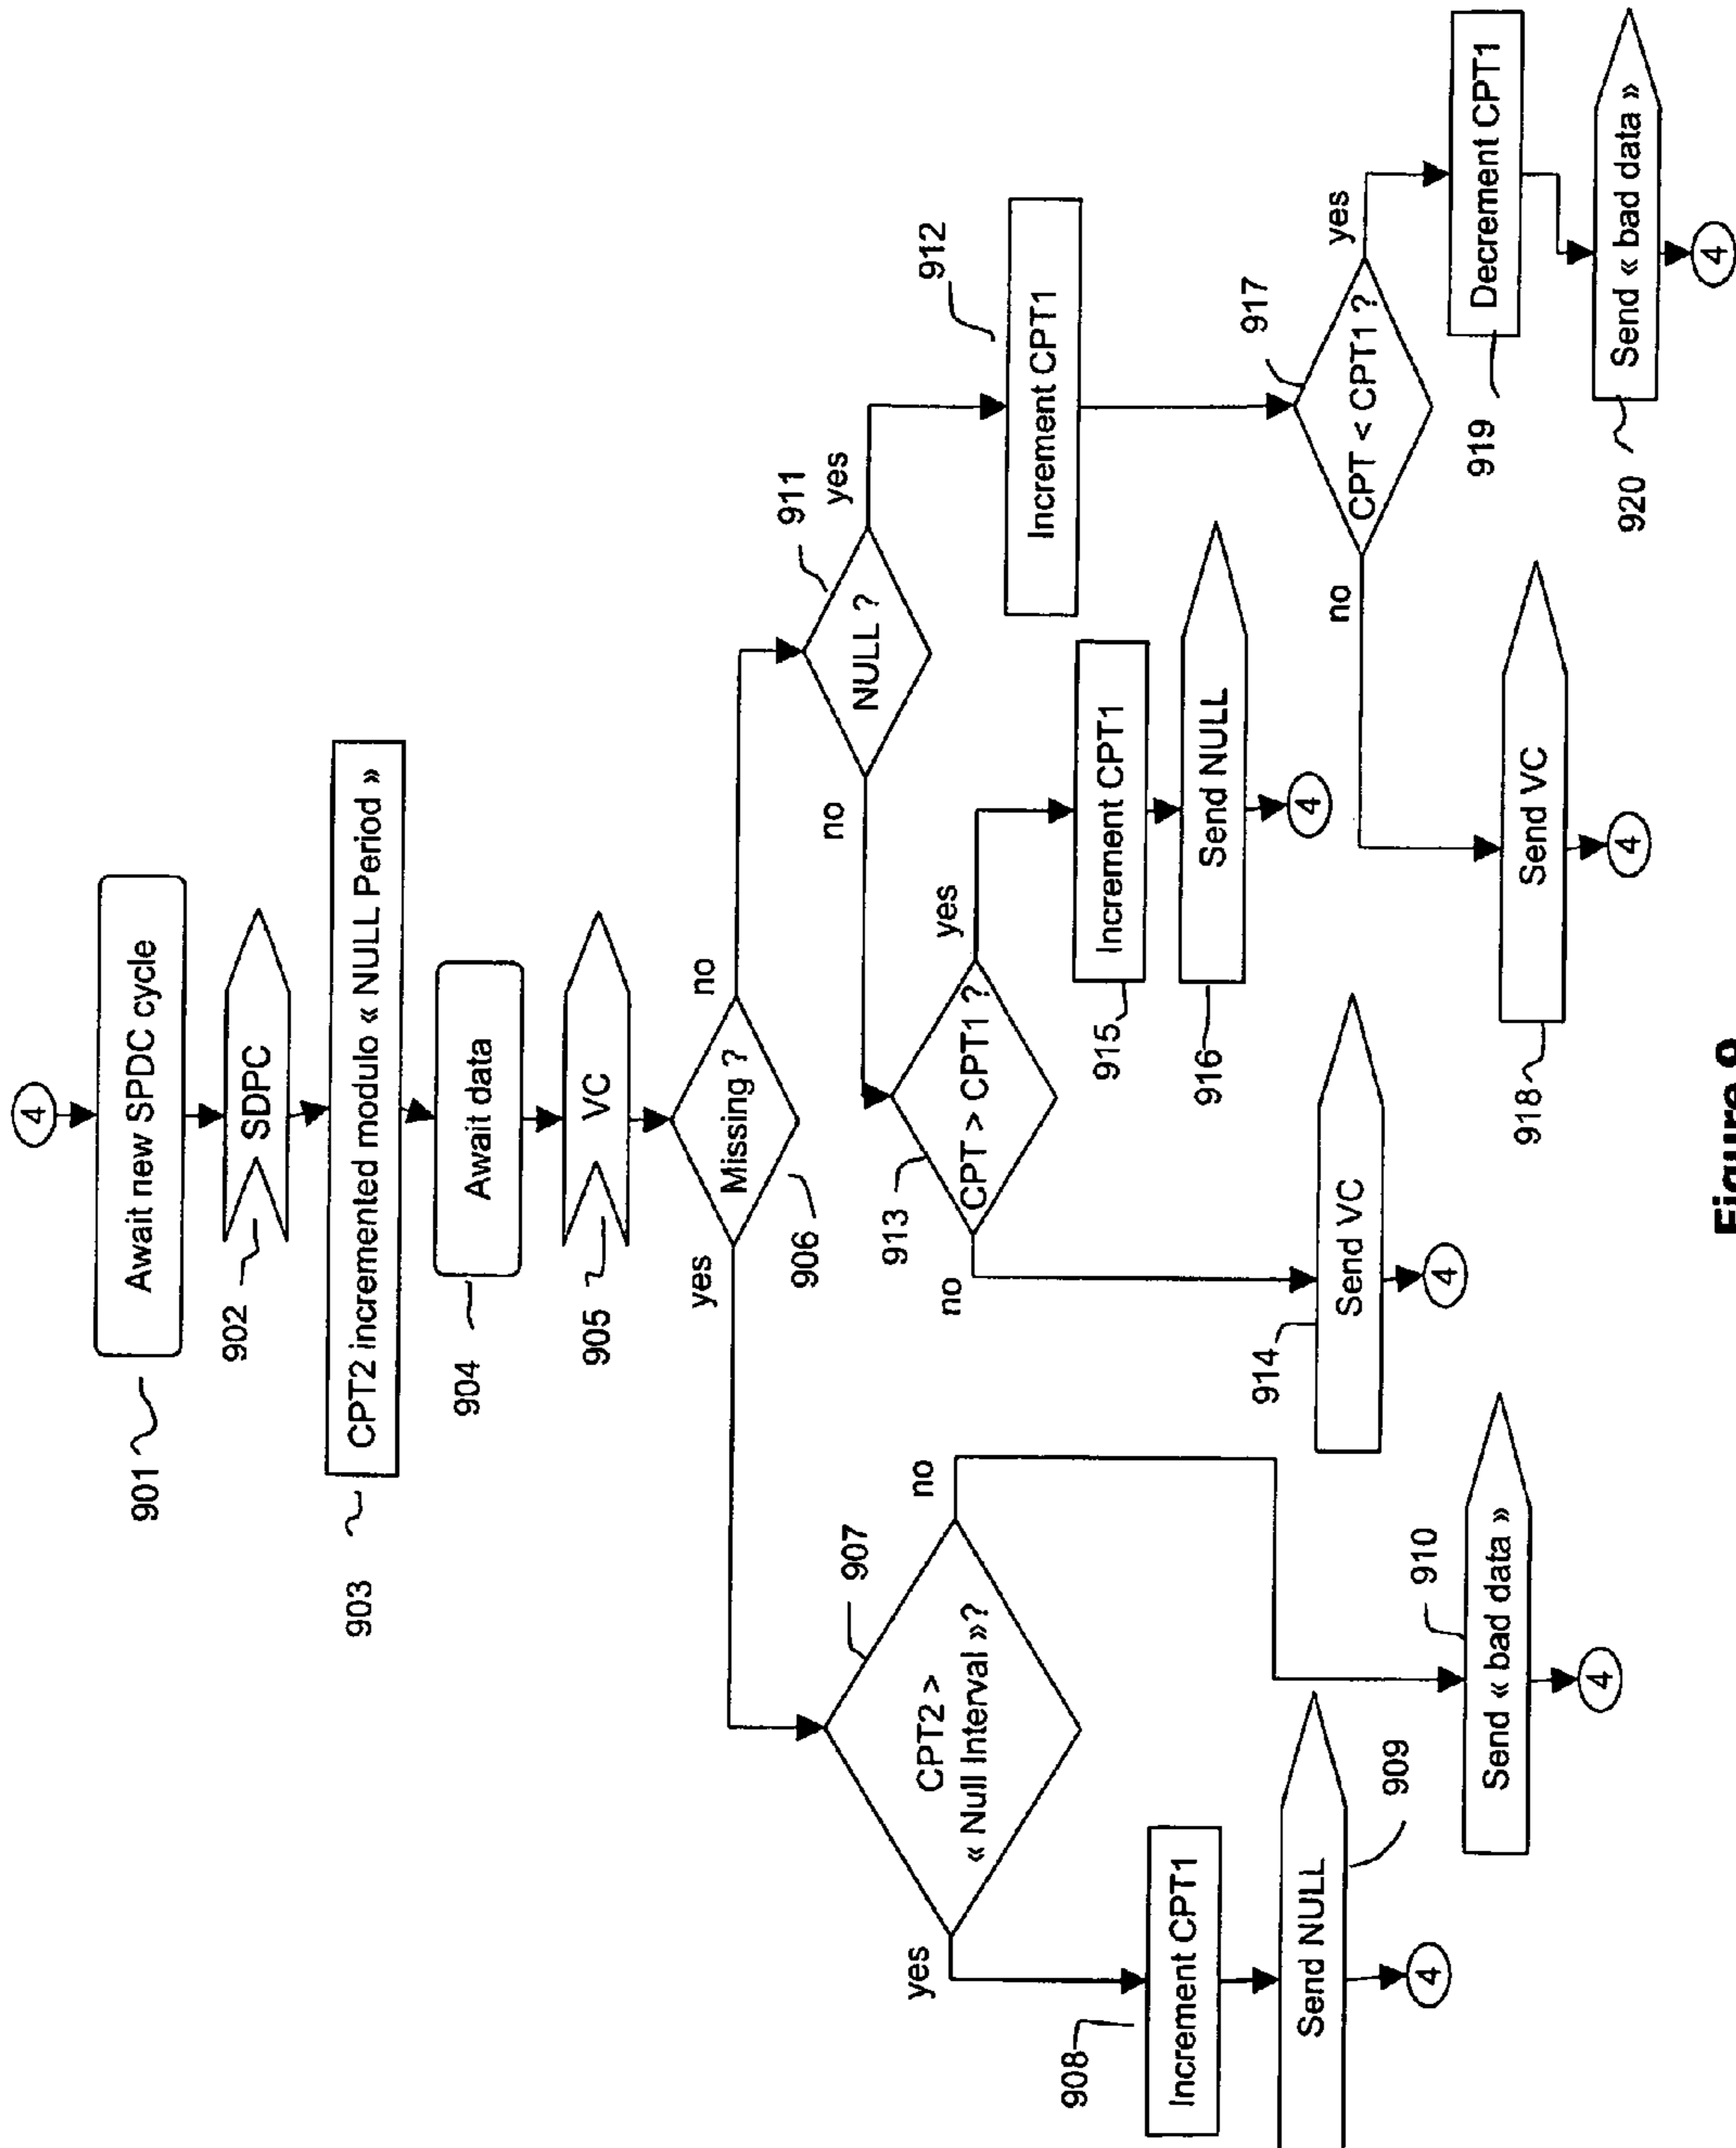 4
Await new SPDC cycle
901
SDPC
902
CPT2 incremented modulo « NULL Period »
903
Await data
904
VC
905
Missing ?
906
yes
no
CPT2 >
« Null Interval »?
907
yes
no
Increment CPT1
908
Send NULL
909
4
Send « bad data »
910
4
NULL ?
911
no
yes
CPT > CPT1 ?
913
no
yes
Send VC
914
4
Increment CPT1
915
Send NULL
916
4
Increment CPT1
912
CPT < CPT1 ?
917
no
yes
Send VC
918
4
Decrement CPT1
919
Send « bad data »
920
4
Figure 9